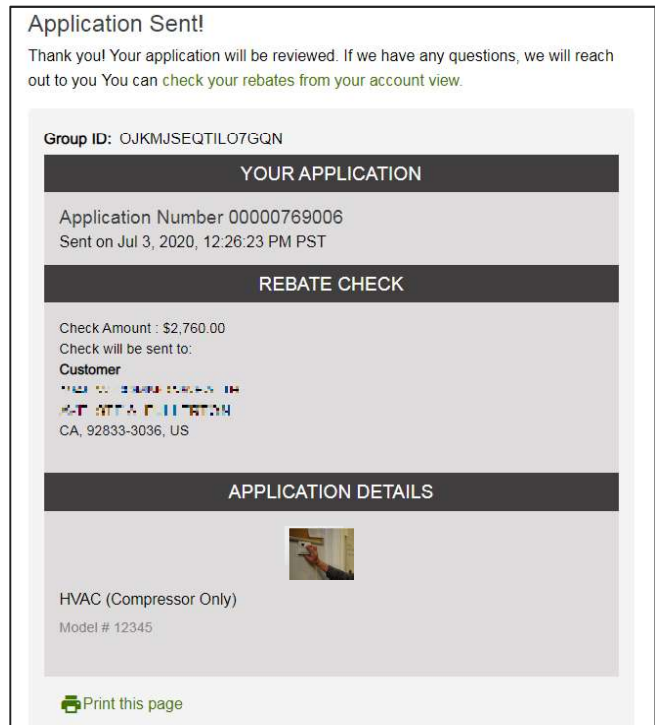 Application Sent!
Thank you! Your application will be reviewed. If we have any questions, we will reach
out to you You can check your rebates from your account view.
Group ID: OJKMJSEQTILO7GQN
YOUR APPLICATION
Application Number 00000769006
Sent on Jul 3, 2020, 12:26:23 PM PST
REBATE CHECK
Check Amount : $2,760.00
Check will be sent to:
Customer
CA, 92833-3036, US
APPLICATION DETAILS
HVAC (Compressor Only)
Model # 12345
Print this page